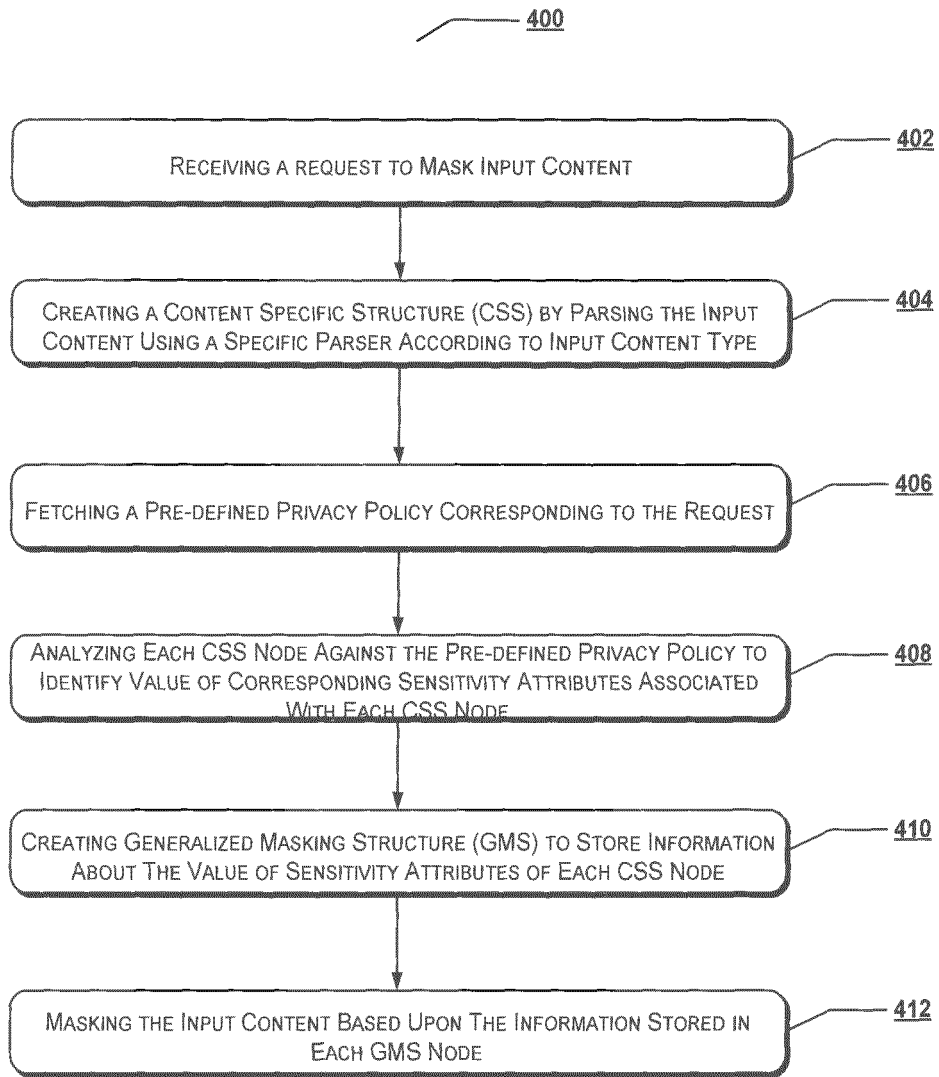 400
RECEIVING A REQUEST TO MASK INPUT CONTENT
402
CREATING A CONTENT SPECIFIC STRUCTURE (CSS) BY PARSING THE INPUT
CONTENT USING A SPECIFIC PARSER ACCORDING TO INPUT CONTENT TYPE
404
FETCHING A PRE-DEFINED PRIVACY POLICY CORRESPONDING TO THE REQUEST
406
ANALYZING EACH CSS NODE AGAINST THE PRE-DEFINED PRIVACY POLICY TO
IDENTIFY VALUE OF CORRESPONDING SENSITIVITY ATTRIBUTES ASSOCIATED
WITH EACH CSS NODE
408
CREATING GENERALIZED MASKING STRUCTURE (GMS) TO STORE INFORMATION
ABOUT THE VALUE OF SENSITIVITY ATTRIBUTES OF EACH CSS NODE
410
MASKING THE INPUT CONTENT BASED UPON THE INFORMATION STORED IN
EACH GMS NODE
412